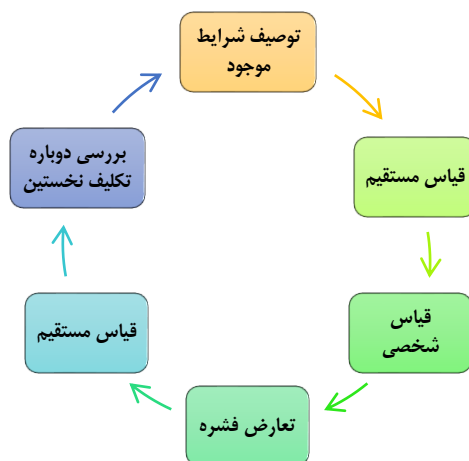 توصیف شرایط
موجود
قیاس مستقیم
قیاس
شخصی
تعارض فشره
قیاس مستقیم
بررسی دوباره
تکلیف نخستین